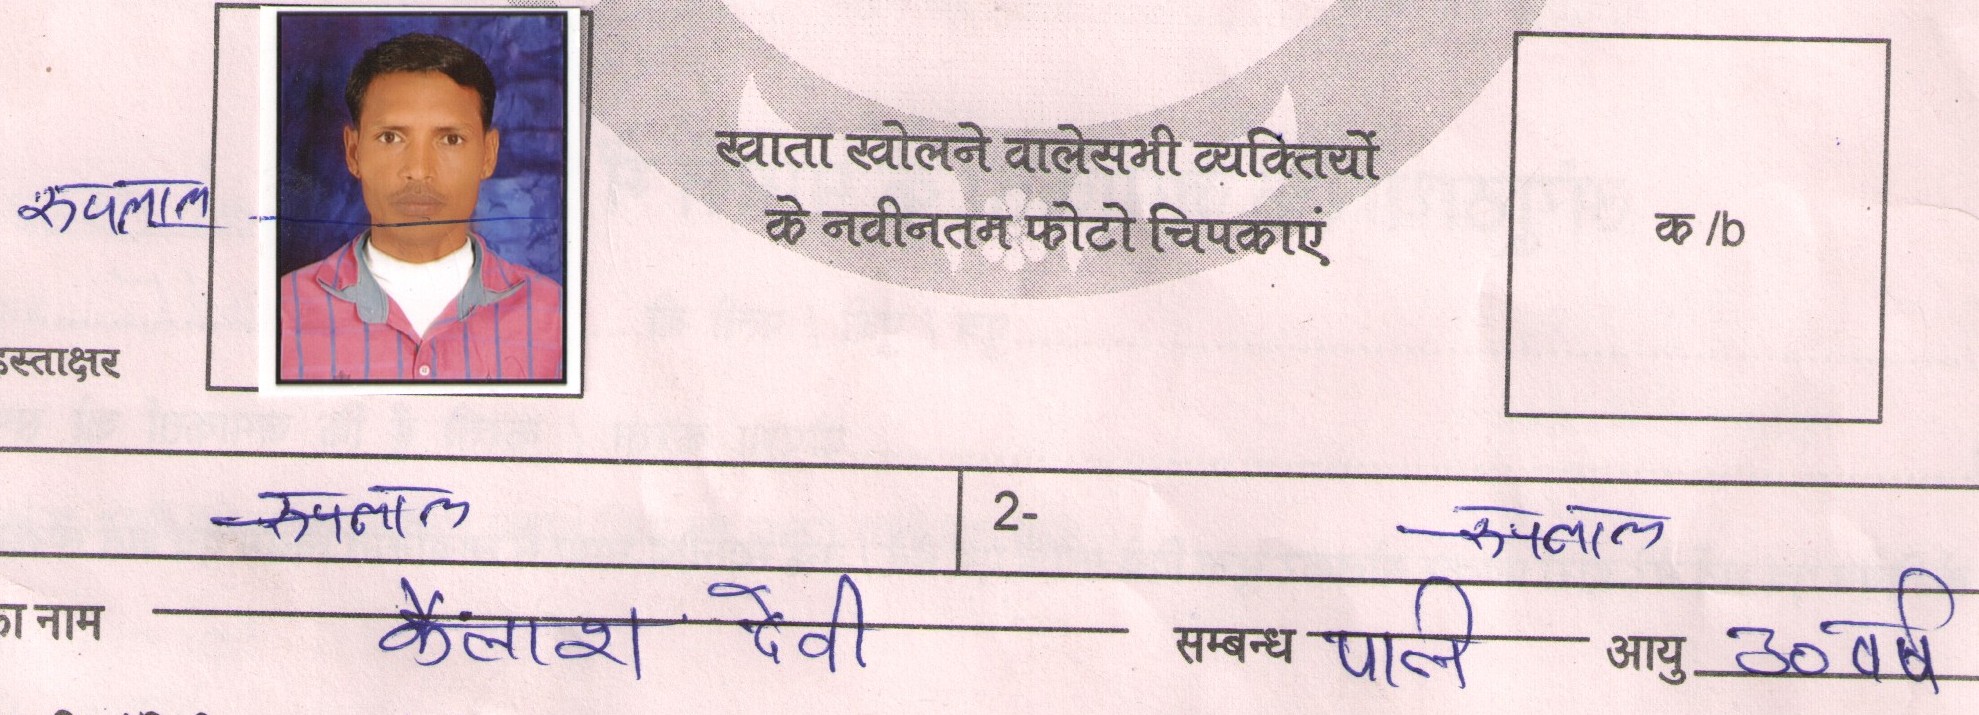 खाता खोलने वाले सभी व्यक्तियों
के नवीनतम फोटो चिपकाएं
रुपलाल
क /b
हस्ताक्षर
रुपलाल 2- रुपलाल
का नाम कैलाश देवी सम्बन्ध पत्नि आयु 30 वर्ष